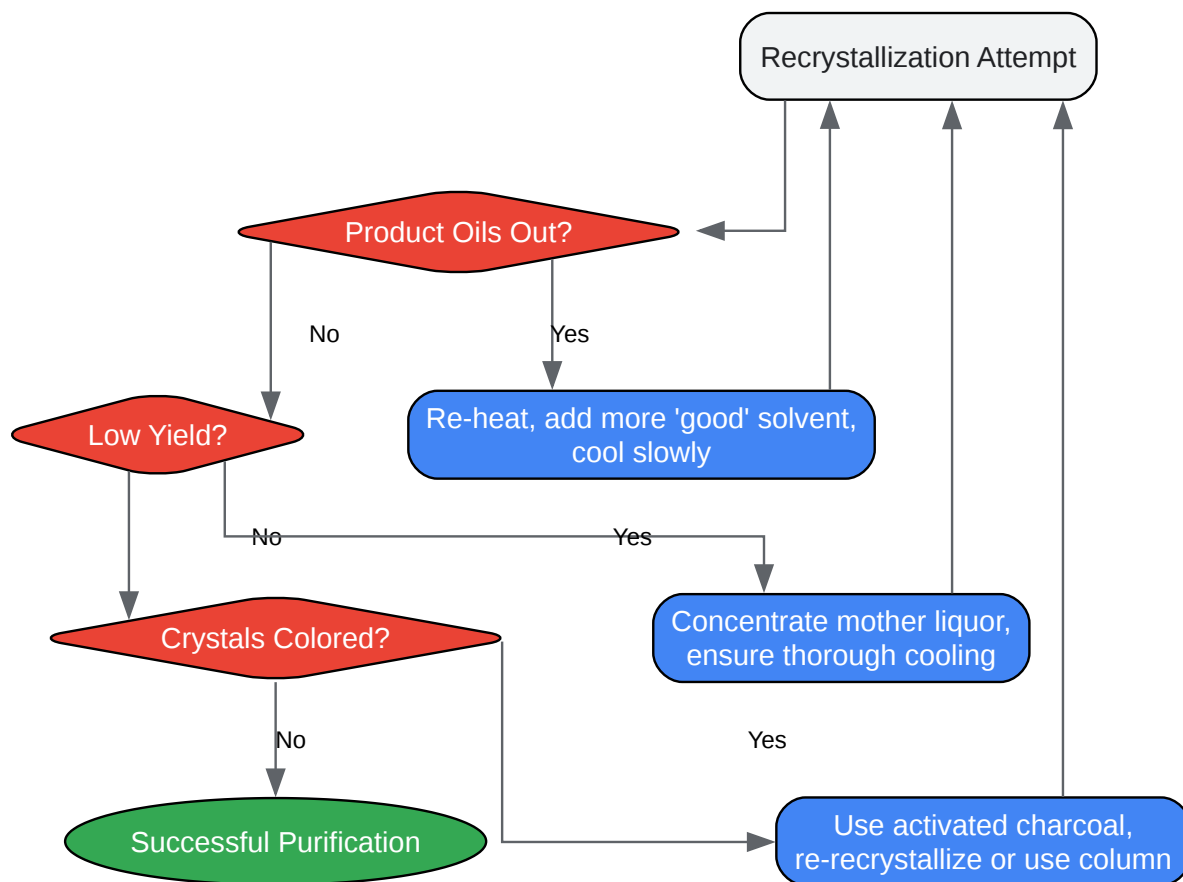 Recrystallization Attempt
Product Oils Out?
No
Yes
Re-heat, add more 'good' solvent,
cool slowly
Low Yield?
No
Yes
Concentrate mother liquor,
ensure thorough cooling
Crystals Colored?
No
Yes
Successful Purification
Use activated charcoal,
re-recrystallize or use column